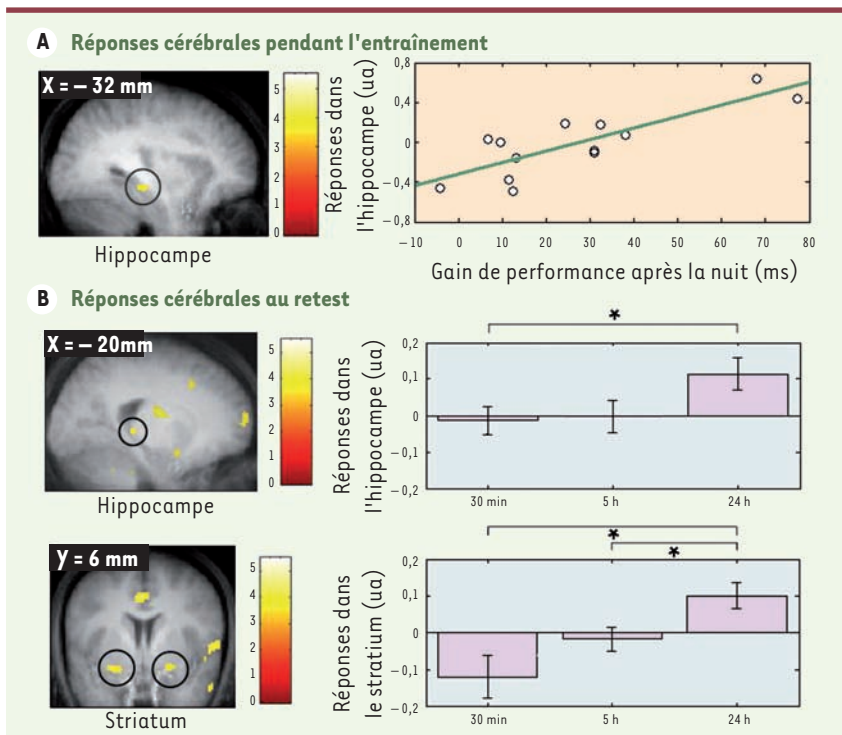 A Réponses cérébrales pendant l'entraînement
X = – 32 mm
5
4
3
2
1
0
Hippocampe
Réponses dans
l'hippocampe (ua)
0,8
0,4
0
– 0,4
– 0,8
– 10 0 10 20 30 40 50 60 70 80
Gain de performance après la nuit (ms)
B Réponses cérébrales au retest
X = – 20mm
5
4
3
2
1
0
Hippocampe
Réponses dans
l'hippocampe (ua)
*
0,2
0,1
0
– 0,1
– 0,2
30 min 5 h 24 h
y = 6 mm
5
4
3
2
1
0
Striatum
Réponses dans
le stratium (ua)
*
*
0,2
0,1
0
– 0,1
– 0,2
30 min 5 h 24 h